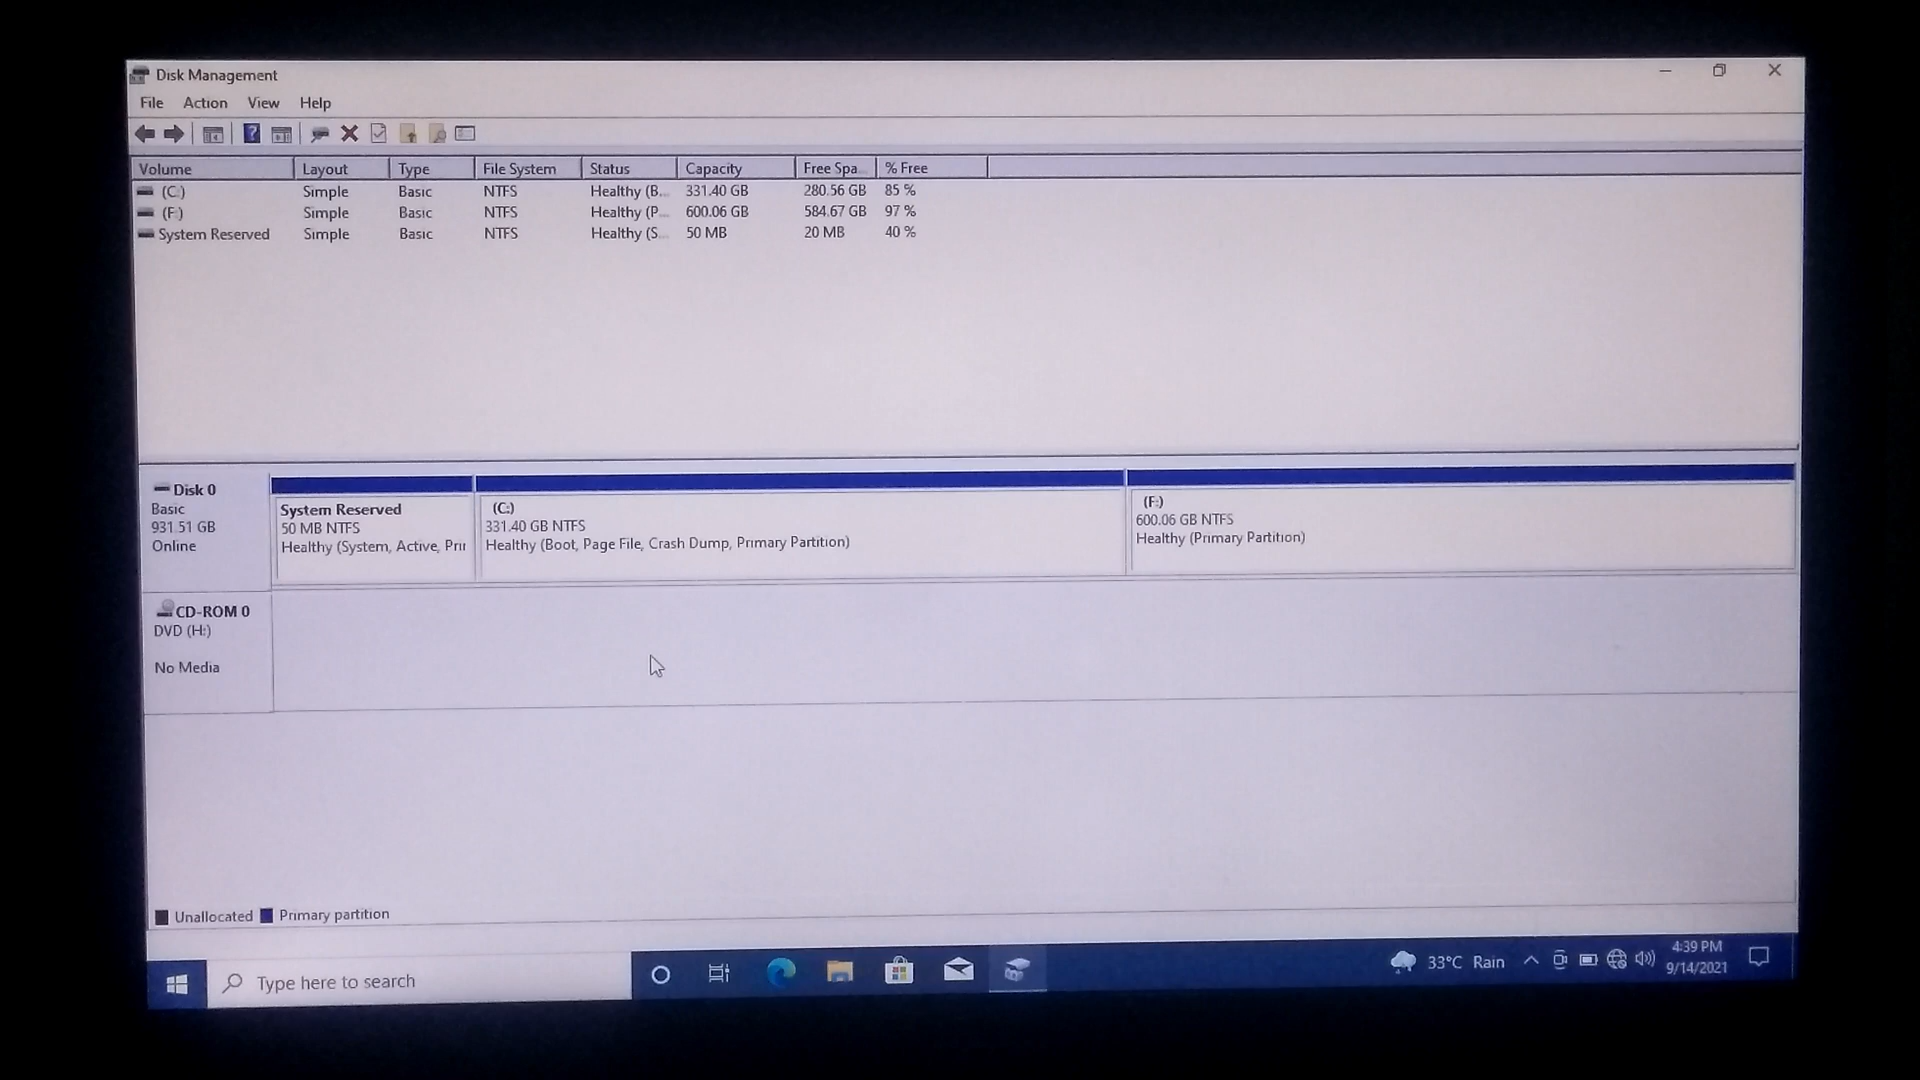 Disk Management
File Action View Help
Volume Layout Type File System Status Capacity Free Spa... % Free
(C:) Simple Basic NTFS Healthy (B... 331.40 GB 280.56 GB 85 %
(F:) Simple Basic NTFS Healthy (P... 600.06 GB 584.67 GB 97 %
System Reserved Simple Basic NTFS Healthy (S... 50 MB 20 MB 40 %
Disk 0
Basic
931.51 GB
Online
System Reserved
50 MB NTFS
Healthy (System, Active, Pri
(C:)
331.40 GB NTFS
Healthy (Boot, Page File, Crash Dump, Primary Partition)
(F:)
600.06 GB NTFS
Healthy (Primary Partition)
CD-ROM 0
DVD (H:)
No Media
Unallocated Primary partition
Type here to search
33°C Rain
4:39 PM
9/14/2021